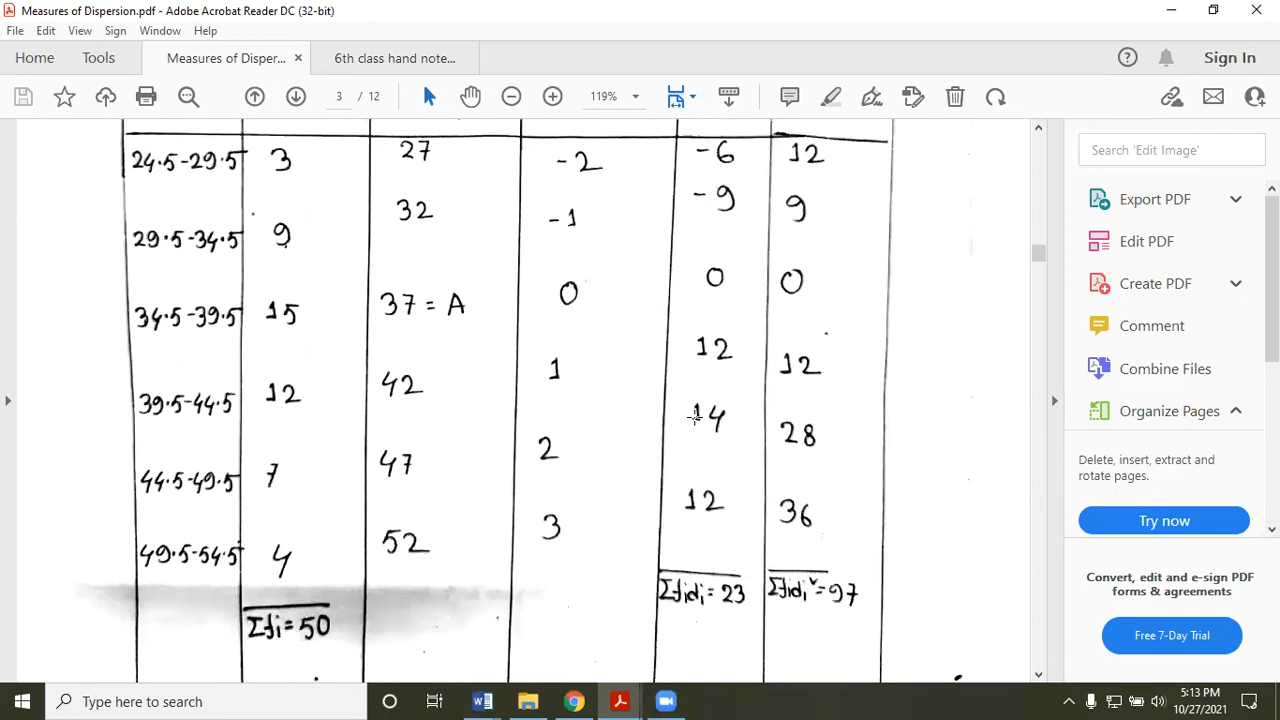 Measures of Dispersion.pdf - Adobe Acrobat Reader DC (32-bit)
File Edit View Sign Window Help
Home Tools Measures of Disper... × 6th class hand note...
Sign In
3 / 12 119%
24.5-29.5 3 27 -2 -6 12
29.5-34.5 9 32 -1 -9 9
34.5-39.5 15 37 = A 0 0 0
39.5-44.5 12 42 1 12 12
44.5-49.5 7 47 2 14 28
49.5-54.5 4 52 3 12 36
Σfi = 50 Σfidi = 23 Σfidi² = 97
Search 'Edit Image'
Export PDF
Edit PDF
Create PDF
Comment
Combine Files
Organize Pages
Delete, insert, extract and
rotate pages.
Try now
Convert, edit and e-sign PDF
forms & agreements
Free 7-Day Trial
Type here to search
5:13 PM
10/27/2021